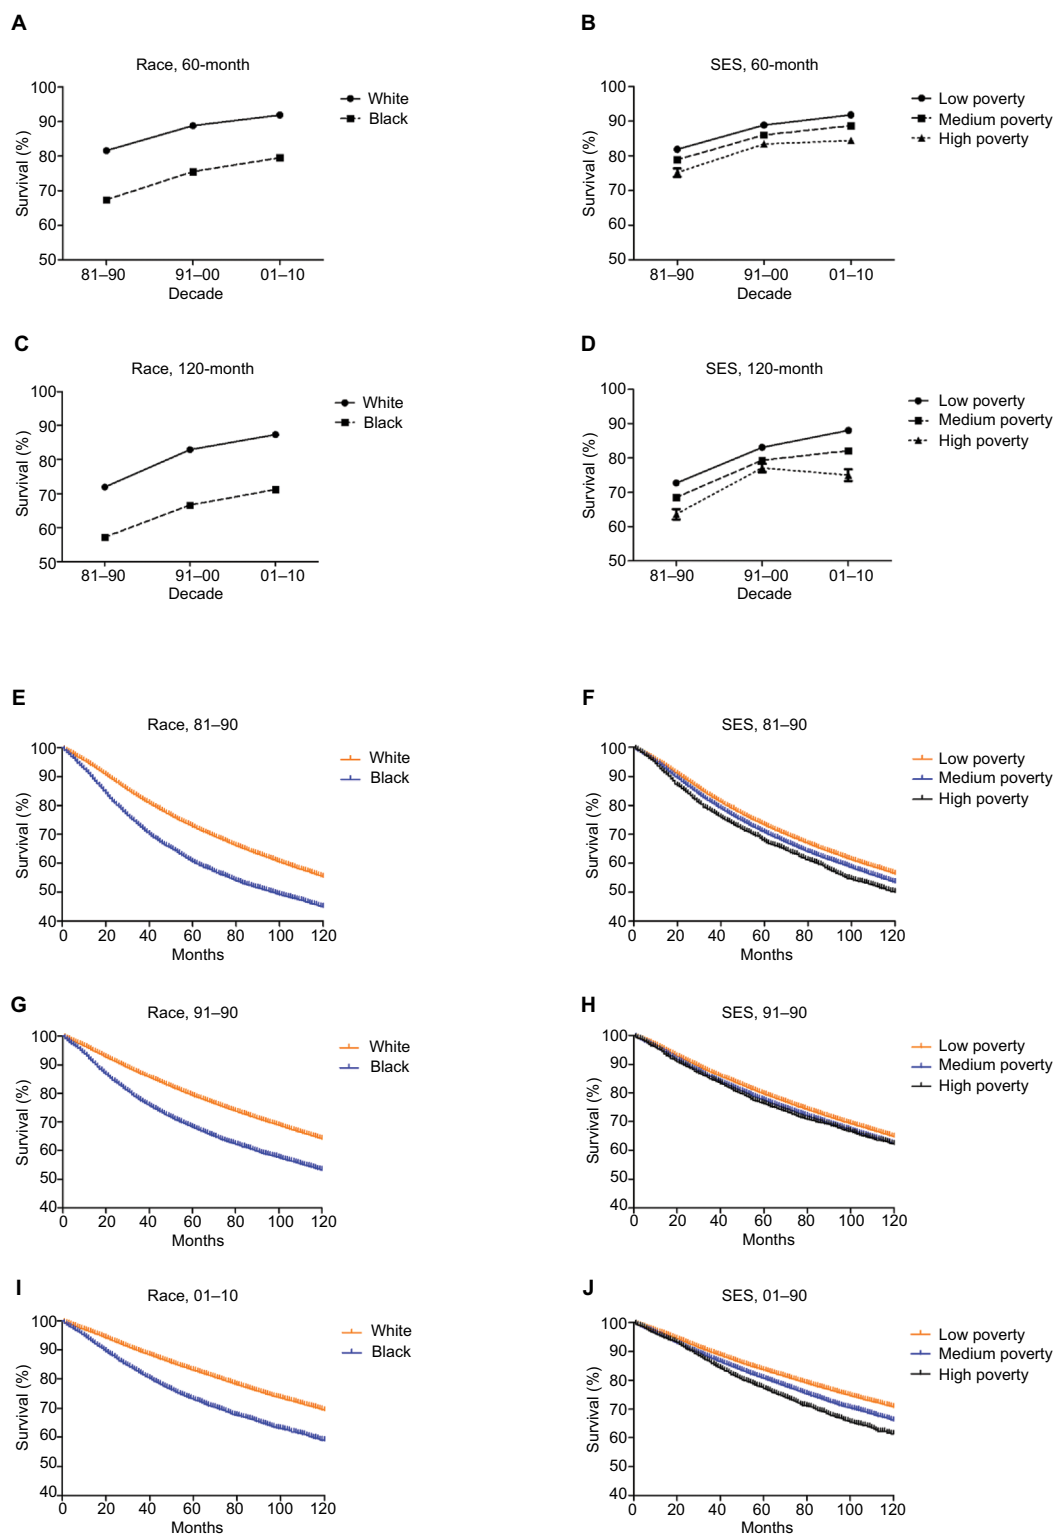 A
Race, 60-month
Survival (%)
100
90
80
70
60
50
81–90
91–00
01–10
Decade
White
Black
B
SES, 60-month
Survival (%)
100
90
80
70
60
50
81–90
91–00
01–10
Decade
Low poverty
Medium poverty
High poverty
C
Race, 120-month
Survival (%)
100
90
80
70
60
50
81–90
91–00
01–10
Decade
White
Black
D
SES, 120-month
Survival (%)
100
90
80
70
60
50
81–90
91–00
01–10
Decade
Low poverty
Medium poverty
High poverty
E
Race, 81–90
Survival (%)
100
90
80
70
60
50
40
0 20 40 60 80 100 120
Months
White
Black
F
SES, 81–90
Survival (%)
100
90
80
70
60
50
40
0 20 40 60 80 100 120
Months
Low poverty
Medium poverty
High poverty
G
Race, 91–90
Survival (%)
100
90
80
70
60
50
40
0 20 40 60 80 100 120
Months
White
Black
H
SES, 91–90
Survival (%)
100
90
80
70
60
50
40
0 20 40 60 80 100 120
Months
Low poverty
Medium poverty
High poverty
I
Race, 01–10
Survival (%)
100
90
80
70
60
50
40
0 20 40 60 80 100 120
Months
White
Black
J
SES, 01–90
Survival (%)
100
90
80
70
60
50
40
0 20 40 60 80 100 120
Months
Low poverty
Medium poverty
High poverty